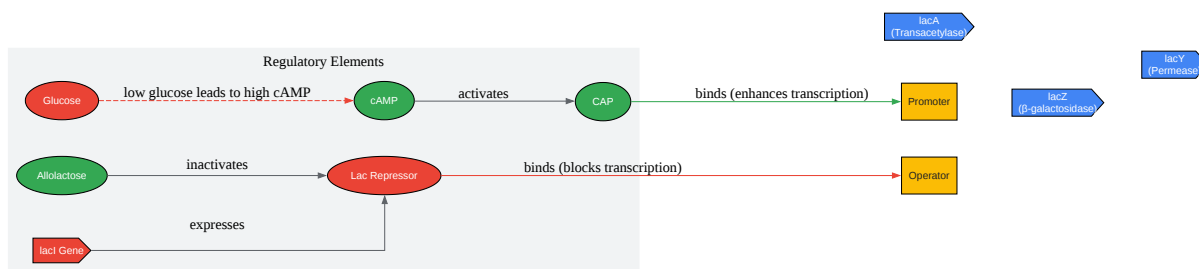 lacA
(Transacetylase)
lacY
(Permease
Regulatory Elements
Glucose
low glucose leads to high cAMP
cAMP
activates
CAP
binds (enhances transcription)
Promoter
lacZ
(β-galactosidase)
Allolactose
inactivates
Lac Repressor
binds (blocks transcription)
Operator
expresses
lacI Gene